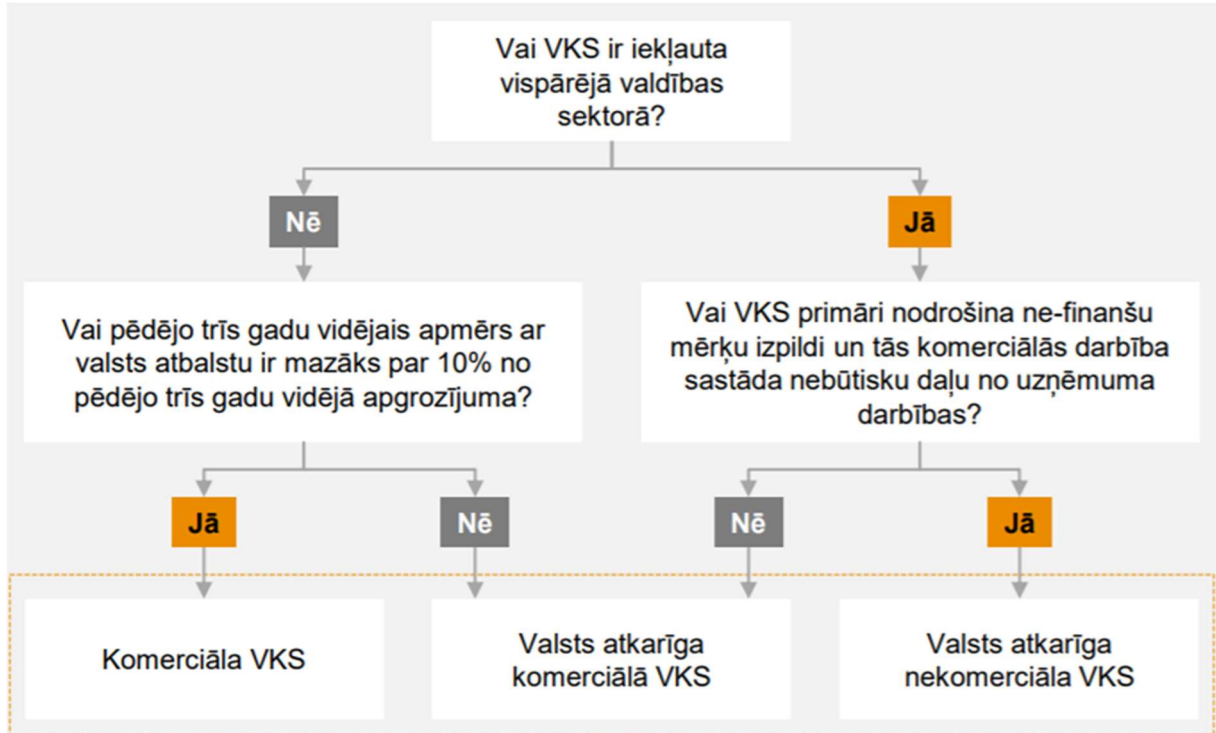 Vai VKS ir iekļauta
vispārējā valdības
sektorā?
Nē
Jā
Vai pēdējo trīs gadu vidējais apmērs ar
valsts atbalstu ir mazāks par 10% no
pēdējo trīs gadu vidējā apgrozījuma?
Vai VKS primāri nodrošina ne-finanšu
mērķu izpildi un tās komerciālās darbība
sastāda nebūtisku daļu no uzņēmuma
darbības?
Jā
Nē
Nē
Jā
Komerciāla VKS
Valsts atkarīga
komerciālā VKS
Valsts atkarīga
nekomerciāla VKS